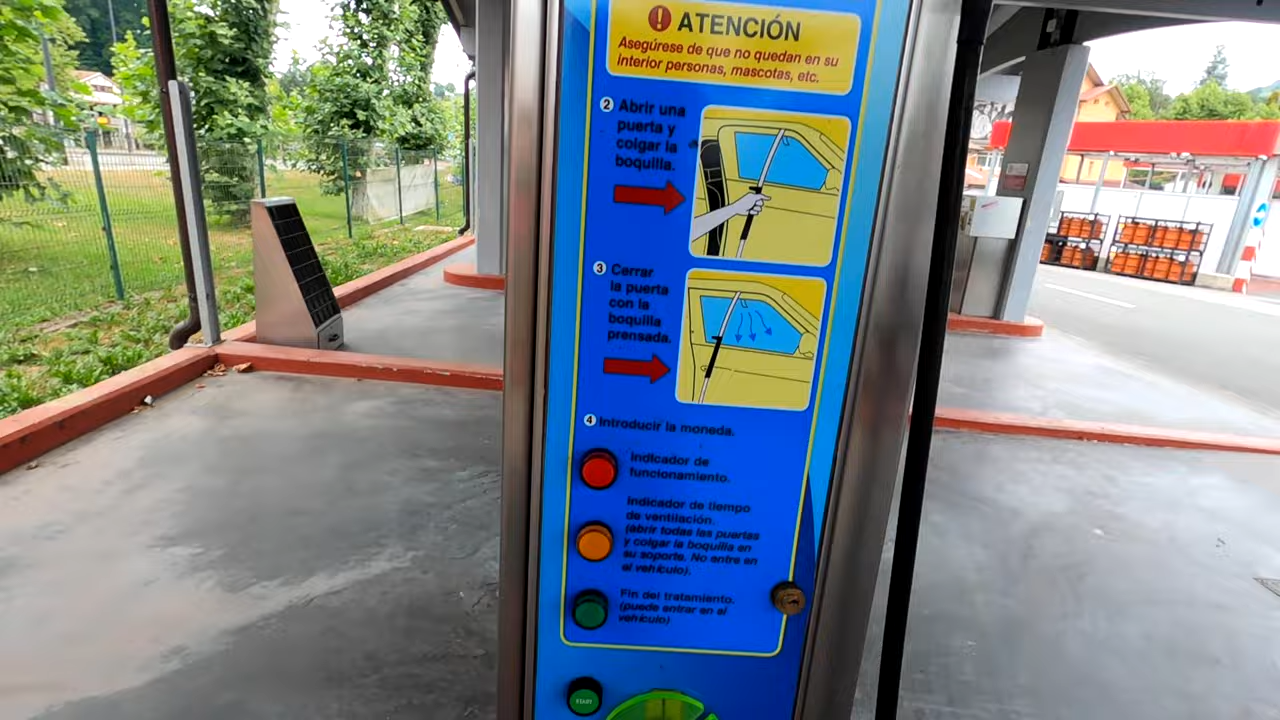 ! ATENCIÓN
Asegúrese de que no quedan en su
interior personas, mascotas, etc.
2 Abrir una
puerta y
colgar la
boquilla.
3 Cerrar
la puerta
con la
boquilla
prensada.
4 Introducir la moneda.
Indicador de
funcionamiento.
Indicador de tiempo
de ventilación.
(abrir todas las puertas
y colgar la boquilla en
su soporte. No entre en
el vehículo).
Fin del tratamiento.
(puede entrar en el
vehículo)
START